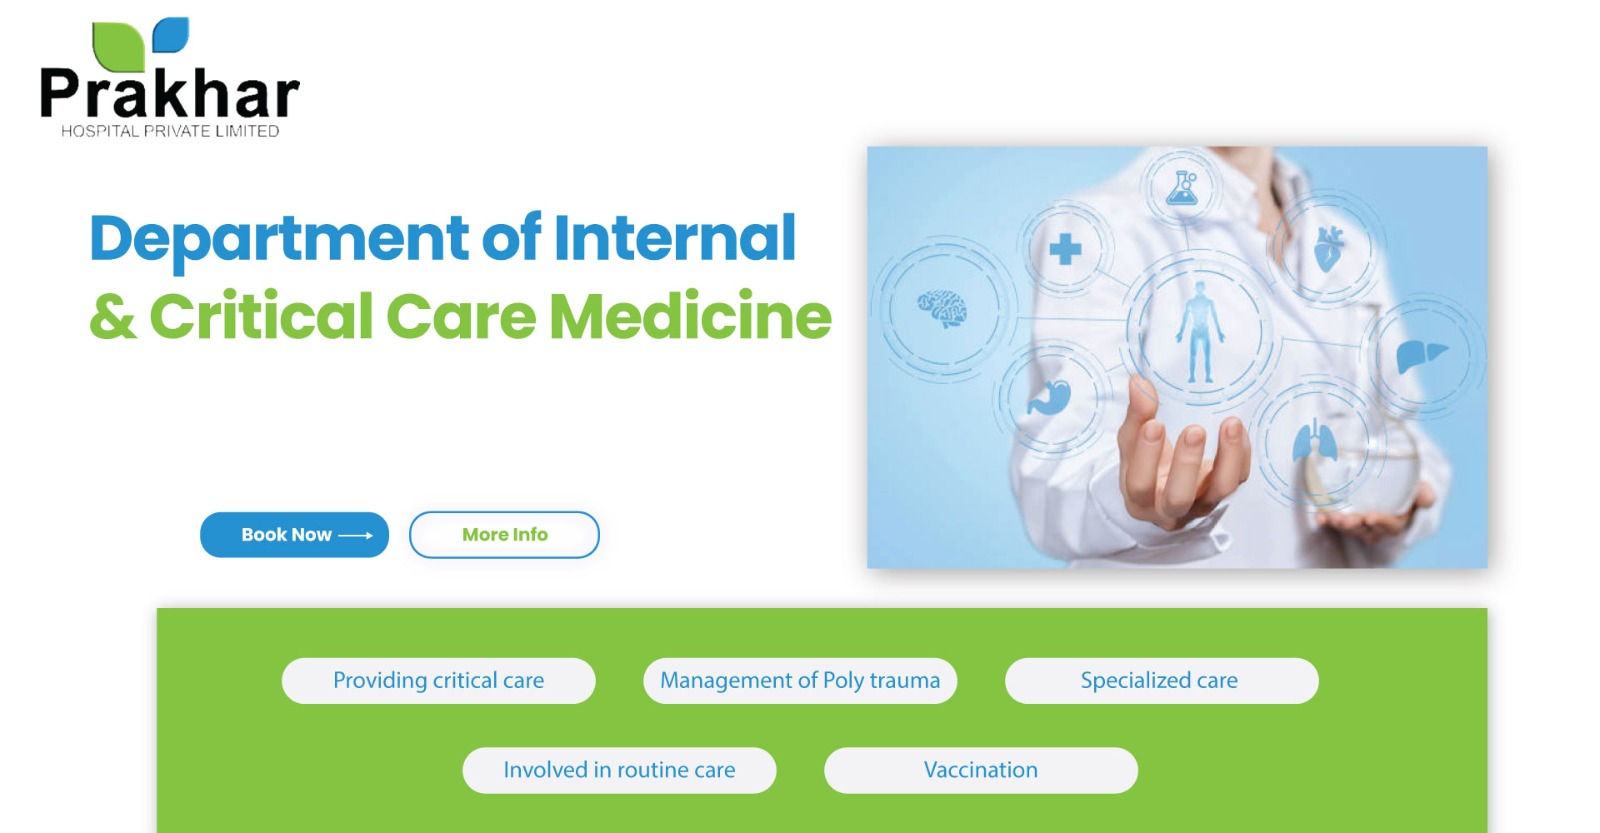 Prakhar
HOSPITAL PRIVATE LIMITED
Department of Internal
& Critical Care Medicine
Book Now
More Info
Providing critical care
Management of Poly trauma
Specialized care
Involved in routine care
Vaccination